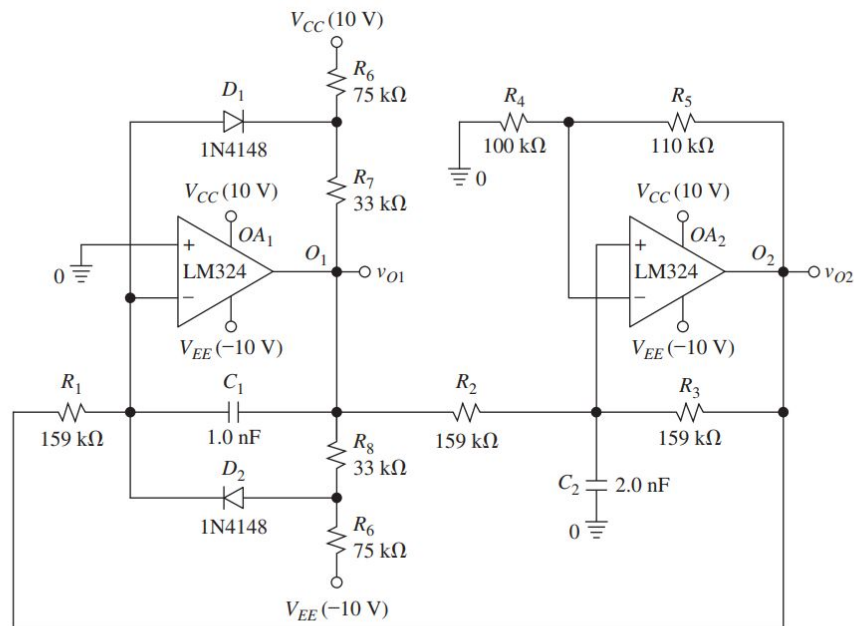 V_CC (10 V)
R_6
75 kΩ
D_1
1N4148
R_7
33 kΩ
V_CC (10 V)
OA_1
+
LM324
−
0
O_1
v_O1
V_EE (−10 V)
R_1
159 kΩ
C_1
1.0 nF
D_2
1N4148
R_8
33 kΩ
R_6
75 kΩ
V_EE (−10 V)
R_2
159 kΩ
R_4
100 kΩ
0
R_5
110 kΩ
V_CC (10 V)
OA_2
+
LM324
−
O_2
v_O2
V_EE (−10 V)
R_3
159 kΩ
C_2
2.0 nF
0